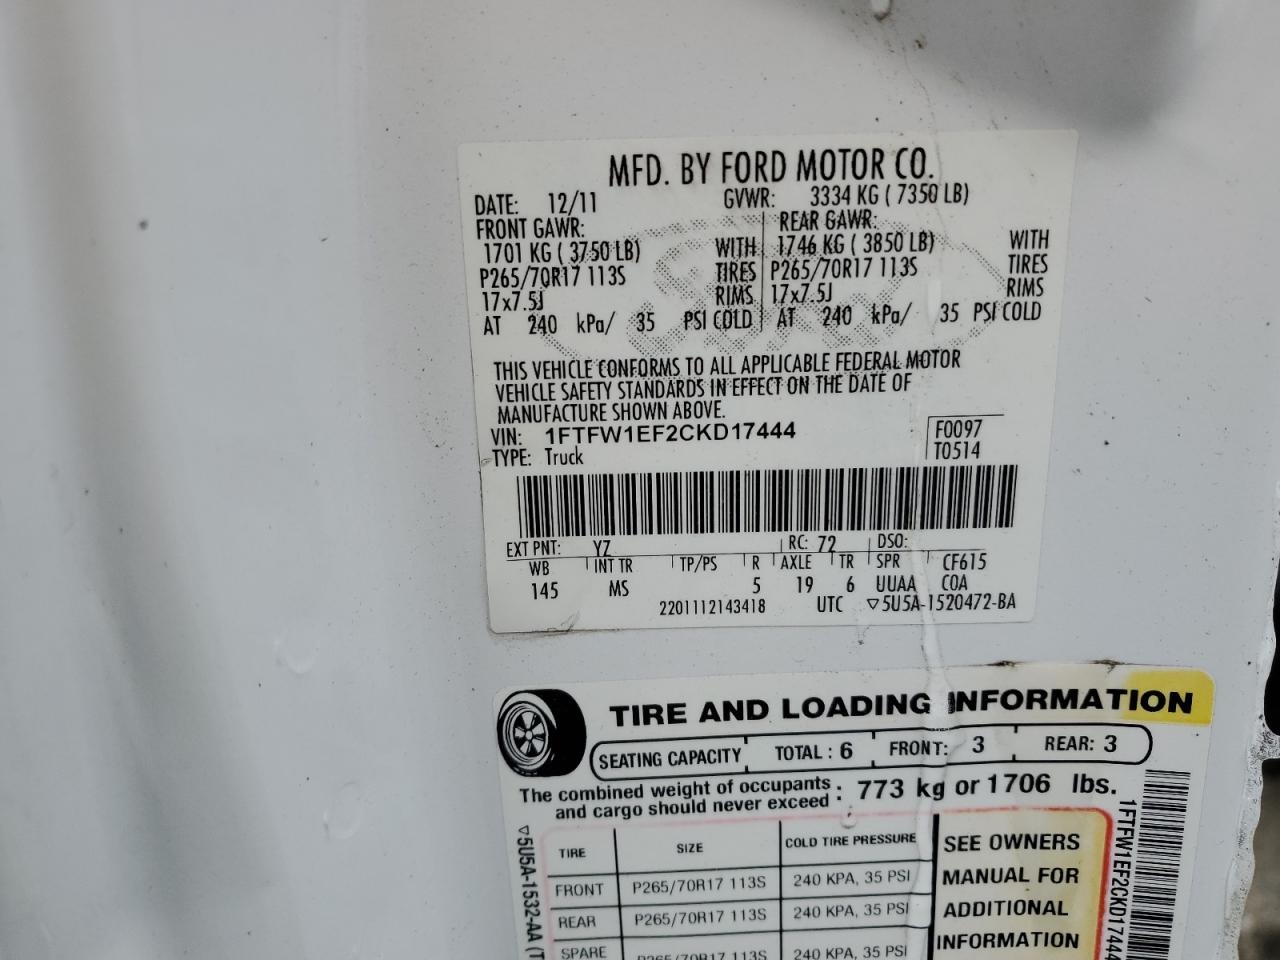 MFD. BY FORD MOTOR CO.
DATE: 12/11 GVWR: 3334 KG ( 7350 LB)
FRONT GAWR: REAR GAWR:
1701 KG ( 3750 LB) WITH 1746 KG ( 3850 LB) WITH
P265/70R17 113S TIRES P265/70R17 113S TIRES
17x7.5J RIMS 17x7.5J RIMS
AT 240 kPa/ 35 PSI COLD AT 240 kPa/ 35 PSI COLD
THIS VEHICLE CONFORMS TO ALL APPLICABLE FEDERAL MOTOR
VEHICLE SAFETY STANDARDS IN EFFECT ON THE DATE OF
MANUFACTURE SHOWN ABOVE.
VIN: 1FTFW1EF2CKD17444 F0097
TYPE: Truck T0514
EXT PNT: YZ RC: 72 DSO:
WB INT TR TP/PS R AXLE TR SPR CF615
145 MS 5 19 6 UUAA COA
2201112143418 UTC ▽5U5A-1520472-BA
TIRE AND LOADING INFORMATION
SEATING CAPACITY TOTAL : 6 FRONT: 3 REAR: 3
The combined weight of occupants
and cargo should never exceed : 773 kg or 1706 lbs.
TIRE SIZE COLD TIRE PRESSURE
FRONT P265/70R17 113S 240 KPA, 35 PSI
REAR P265/70R17 113S 240 KPA, 35 PSI
SPARE P265/70R17 113S 240 KPA, 35 PSI
SEE OWNERS
MANUAL FOR
ADDITIONAL
INFORMATION
▽5U5A-1532-AA (T
1FTFW1EF2CKD17444